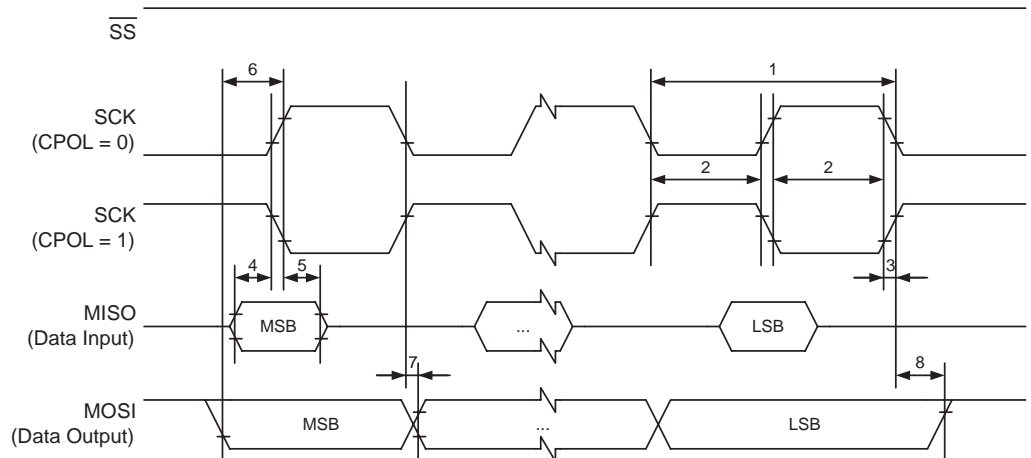 SS
6
1
SCK
(CPOL = 0)
2
2
SCK
(CPOL = 1)
4
5
3
MISO
(Data Input)
MSB
...
LSB
7
8
MOSI
(Data Output)
MSB
...
LSB